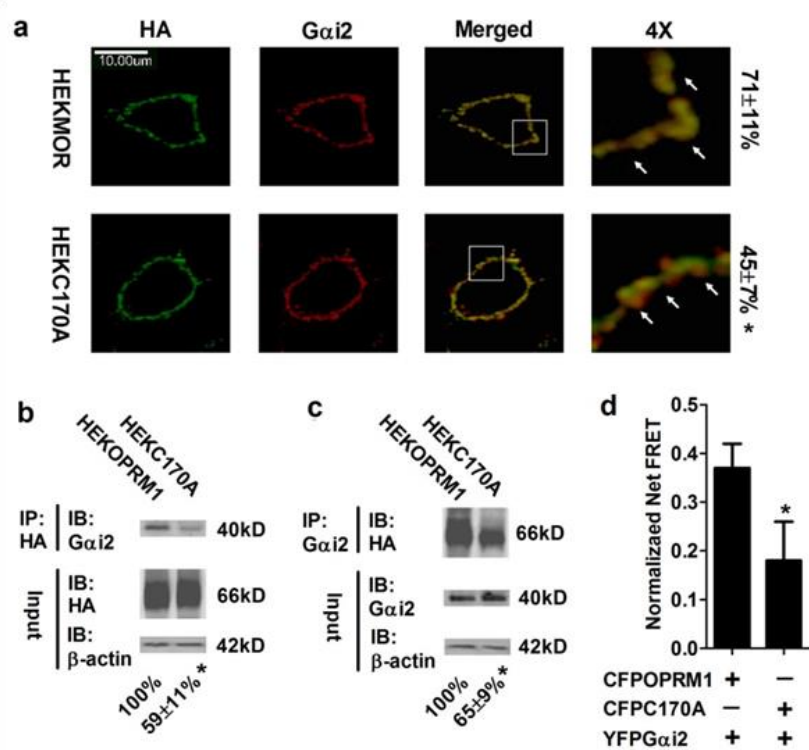 a
HA Gαi2 Merged 4X
10.00um
HEKMOR
71±11%
HEKC170A
45±7% *
b
HEKOPRM1
HEKC170A
IP: HA
IB: Gαi2
40kD
Input
IB: HA
66kD
IB: β-actin
42kD
100%
59±11%*
c
HEKOPRM1
HEKC170A
IP: Gαi2
IB: HA
66kD
Input
IB: Gαi2
40kD
IB: β-actin
42kD
100%
65±9%*
d
Normalizaed Net FRET
0.5
0.4
0.3
0.2
0.1
0.0
*
CFPOPRM1 + −
CFPC170A − +
YFPGαi2 + +